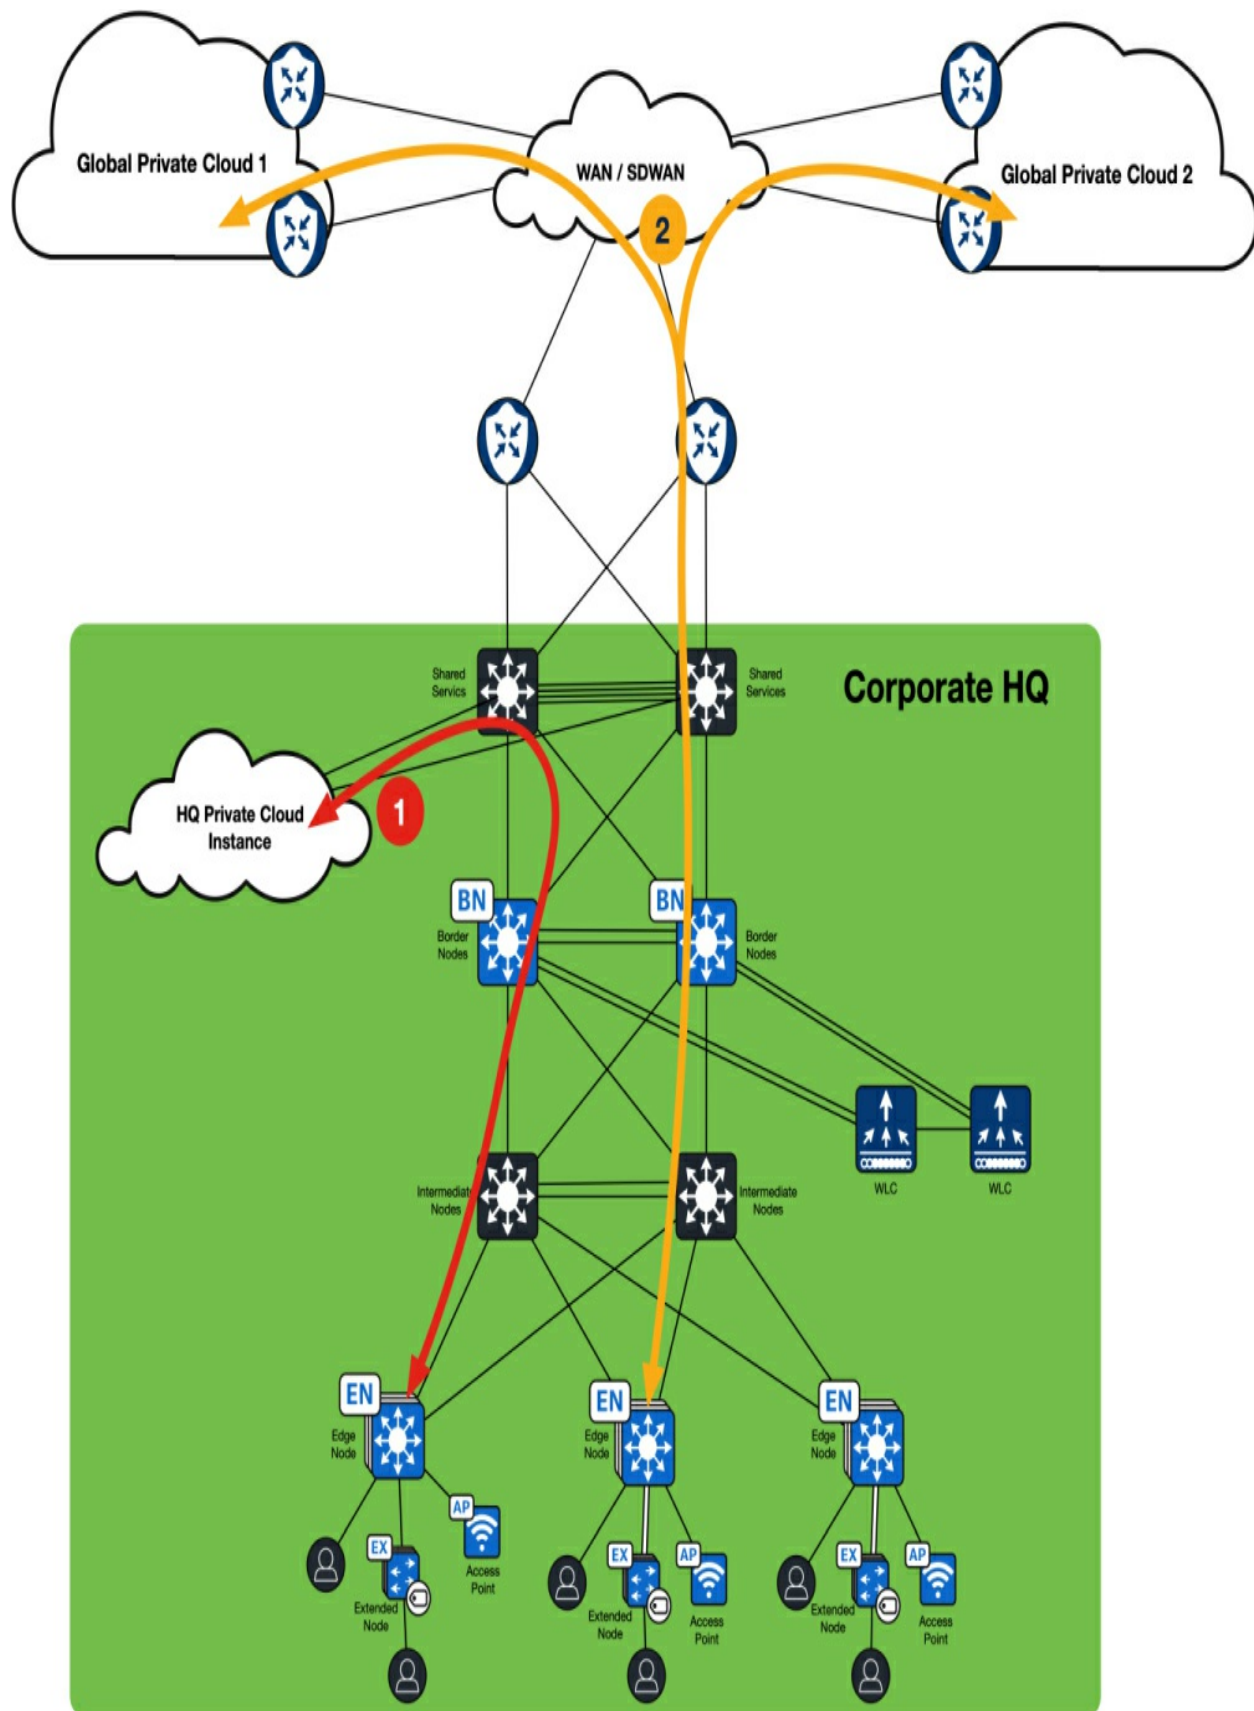 Global Private Cloud 1
WAN / SDWAN
Global Private Cloud 2
2
Shared
Servics
Shared
Services
Corporate HQ
HQ Private Cloud
Instance
1
BN
BN
Border
Nodes
Border
Nodes
WLC
WLC
Intermediate
Nodes
Intermediate
Nodes
EN
EN
EN
Edge
Node
Edge
Node
Edge
Node
AP
EX
Access
Point
Extended
Node
EX
AP
Extended
Node
Access
Point
EX
AP
Extended
Node
Access
Point